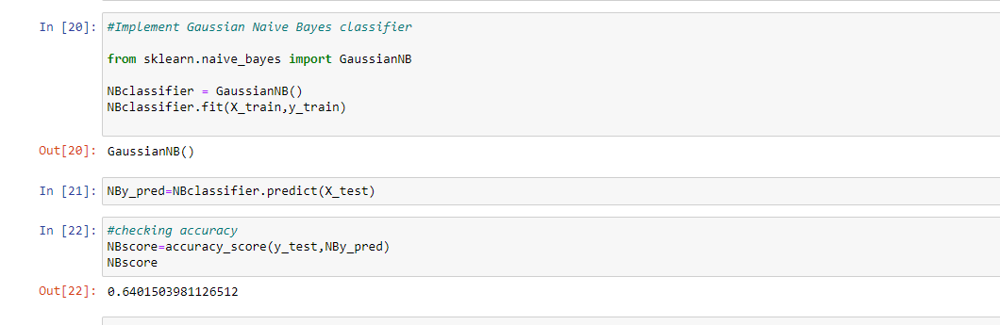 In [20]: #Implement Gaussian Naive Bayes classifier
from sklearn.naive_bayes import GaussianNB
NBclassifier = GaussianNB()
NBclassifier.fit(X_train,y_train)
Out[20]: GaussianNB()
In [21]: NBy_pred=NBclassifier.predict(X_test)
In [22]: #checking accuracy
NBscore=accuracy_score(y_test,NBy_pred)
NBscore
Out[22]: 0.6401503981126512